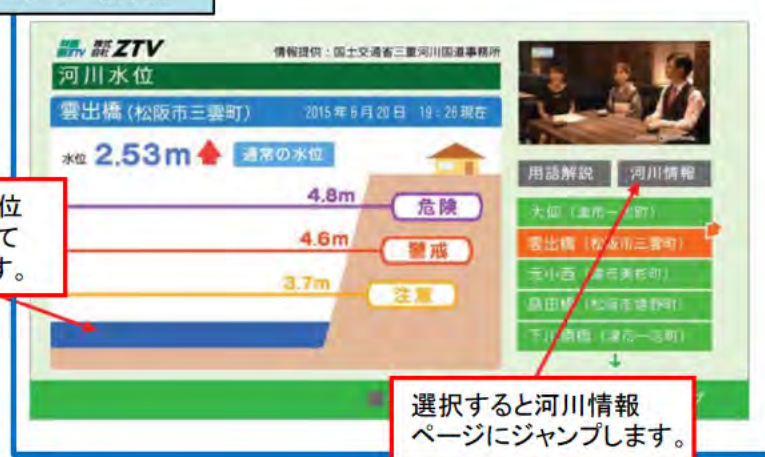 株式会社 ZTV
情報提供：国土交通省三重河川国道事務所
河川水位
雲出橋(松阪市三雲町) 2015年6月20日 19：26現在
水位 2.53m 通常の水位
4.8m 危険
4.6m 警戒
3.7m 注意
用語解説 河川情報
雲出橋（松阪市三雲町）
位
て
す。
選択すると河川情報
ページにジャンプします。